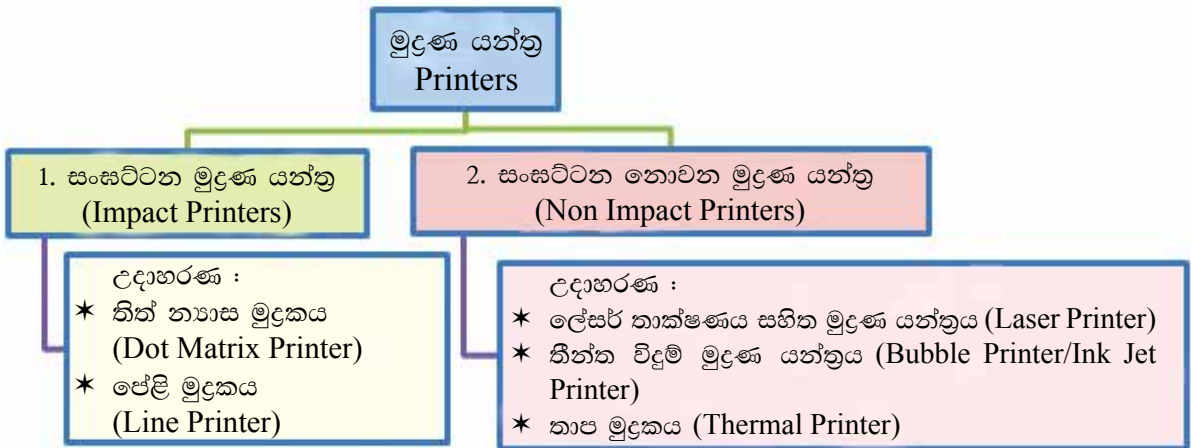 මුද්‍රණ යන්ත්‍ර
Printers
1. සංඝට්ටන මුද්‍රණ යන්ත්‍ර
(Impact Printers)
2. සංඝට්ටන නොවන මුද්‍රණ යන්ත්‍ර
(Non Impact Printers)
උදාහරණ :
✶ තිත් න්‍යාස මුද්‍රකය
(Dot Matrix Printer)
✶ පේළි මුද්‍රකය
(Line Printer)
උදාහරණ :
✶ ලේසර් තාක්ෂණය සහිත මුද්‍රණ යන්ත්‍රය (Laser Printer)
✶ තීන්ත විදුම් මුද්‍රණ යන්ත්‍රය (Bubble Printer/Ink Jet
Printer)
✶ තාප මුද්‍රකය (Thermal Printer)